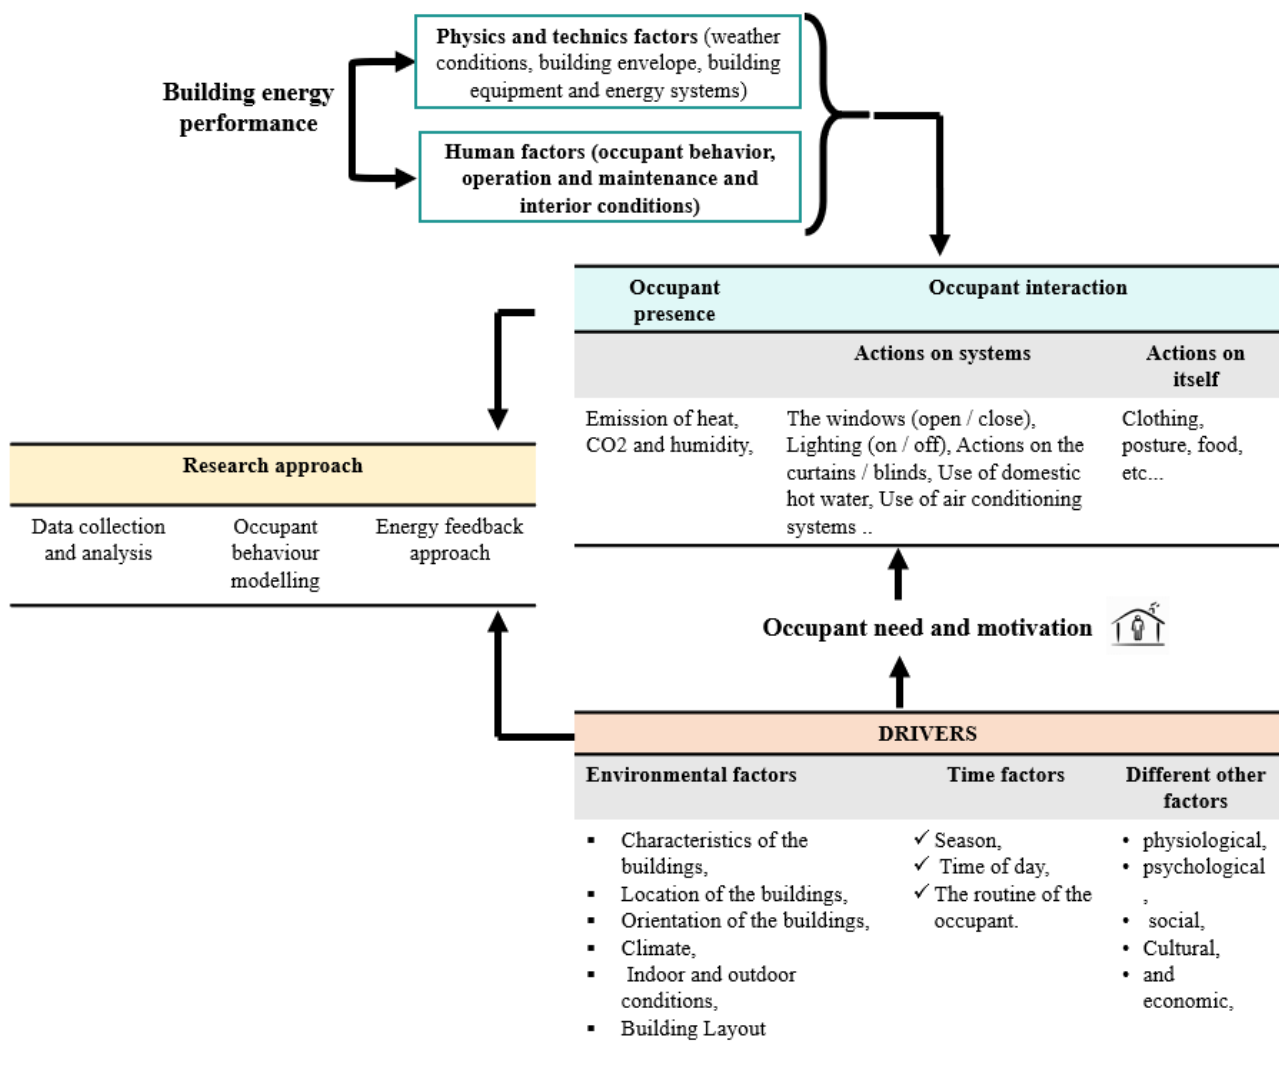 Physics and technics factors (weather
conditions, building envelope, building
equipment and energy systems)
Building energy
performance
Human factors (occupant behavior,
operation and maintenance and
interior conditions)
Occupant
presence
Occupant interaction
Actions on systems
Actions on
itself
Emission of heat,
CO2 and humidity,
The windows (open / close),
Lighting (on / off), Actions on the
curtains / blinds, Use of domestic
hot water, Use of air conditioning
systems ..
Clothing,
posture, food,
etc...
Research approach
Data collection
and analysis
Occupant
behaviour
modelling
Energy feedback
approach
Occupant need and motivation
DRIVERS
Environmental factors
Time factors
Different other
factors
▪ Characteristics of the
buildings,
▪ Location of the buildings,
▪ Orientation of the buildings,
▪ Climate,
▪ Indoor and outdoor
conditions,
▪ Building Layout
✓ Season,
✓ Time of day,
✓ The routine of the
occupant.
• physiological,
• psychological
,
• social,
• Cultural,
• and
economic,